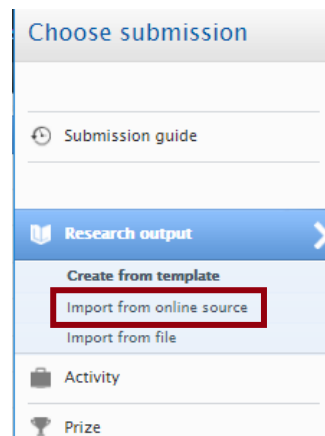 Choose submission
Submission guide
Research output
Create from template
Import from online source
Import from file
Activity
Prize